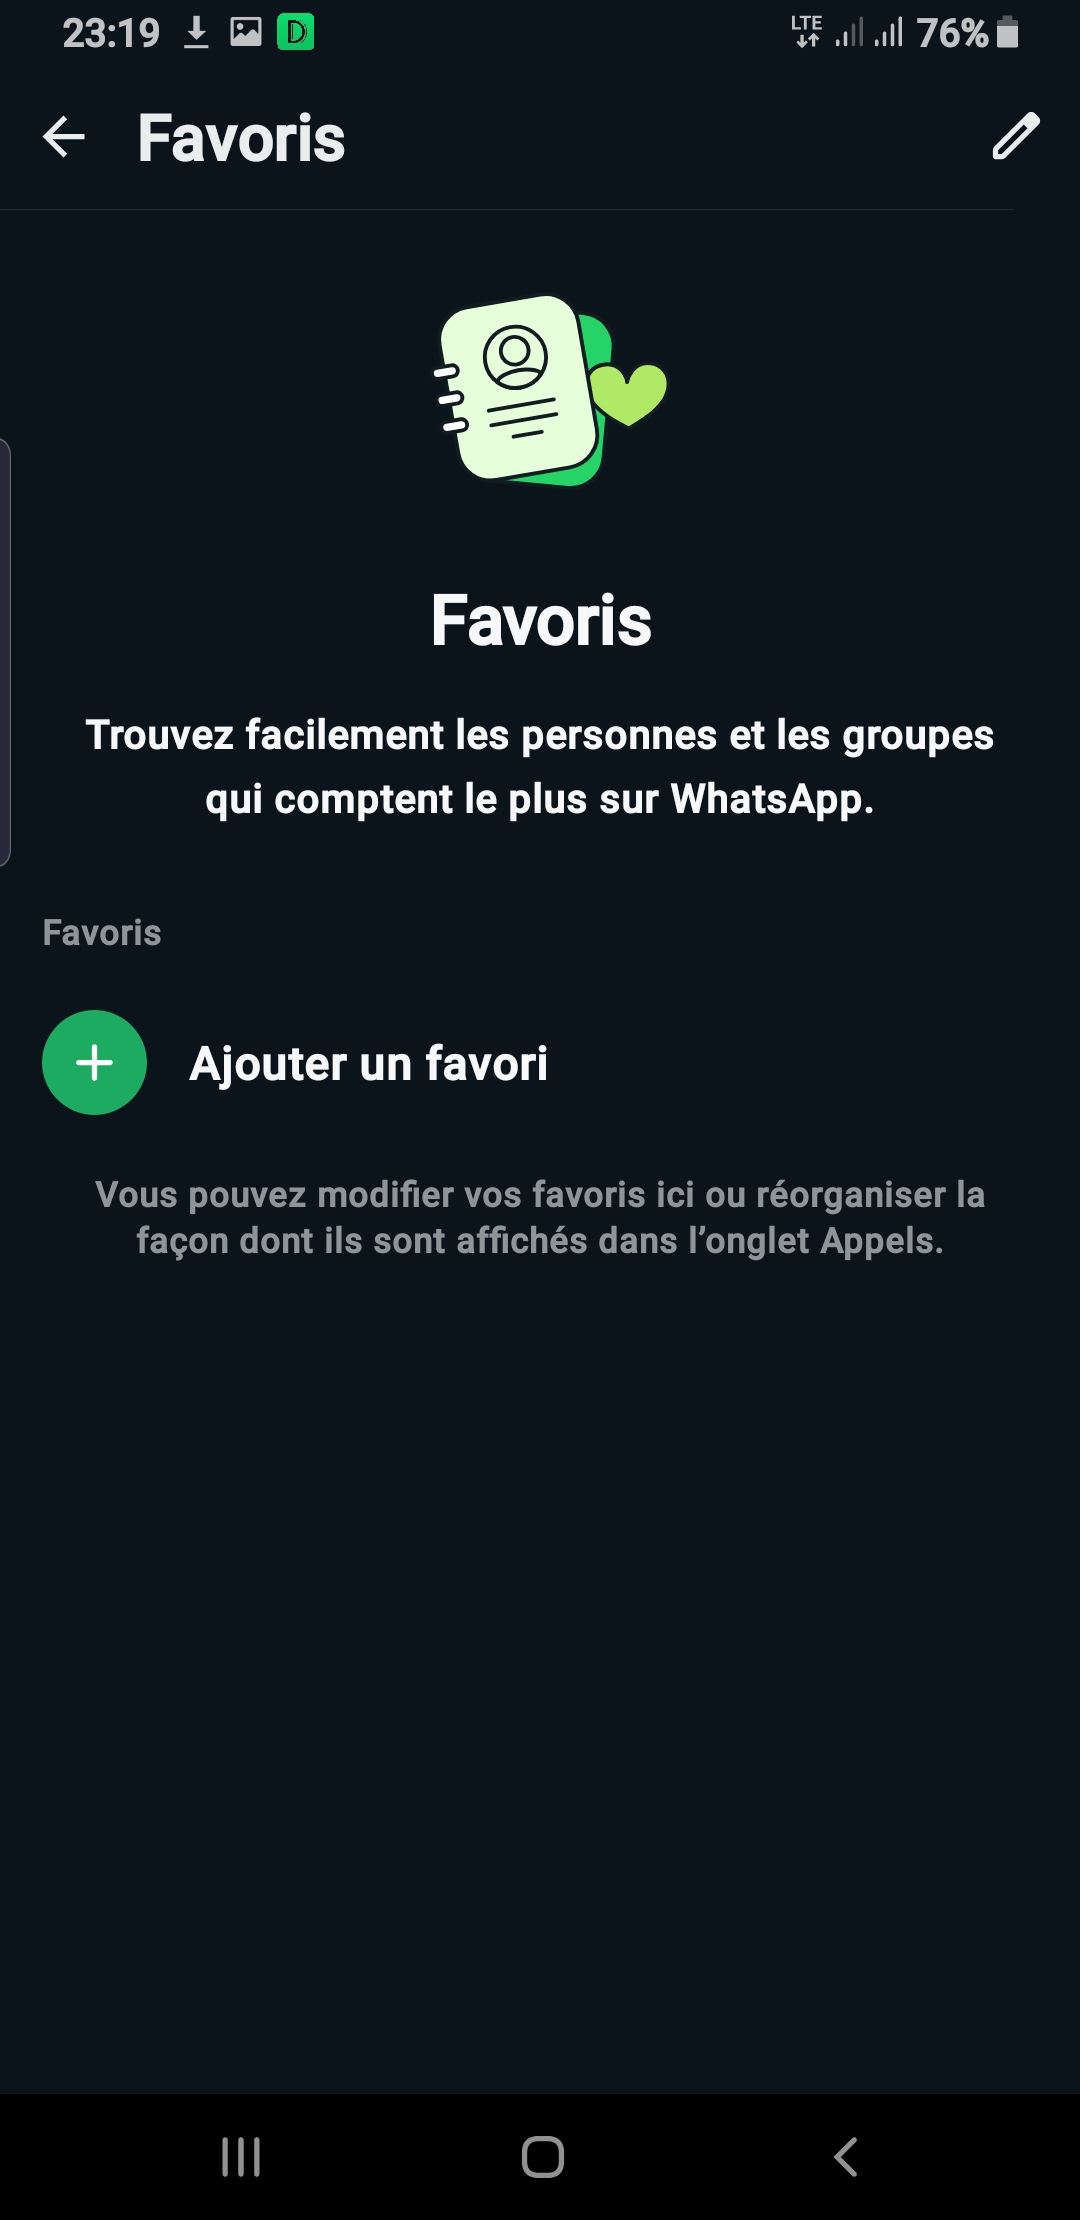 23:19 D LTE 76%
Favoris
Favoris
Trouvez facilement les personnes et les groupes
qui comptent le plus sur WhatsApp.
Favoris
Ajouter un favori
Vous pouvez modifier vos favoris ici ou réorganiser la
façon dont ils sont affichés dans l’onglet Appels.